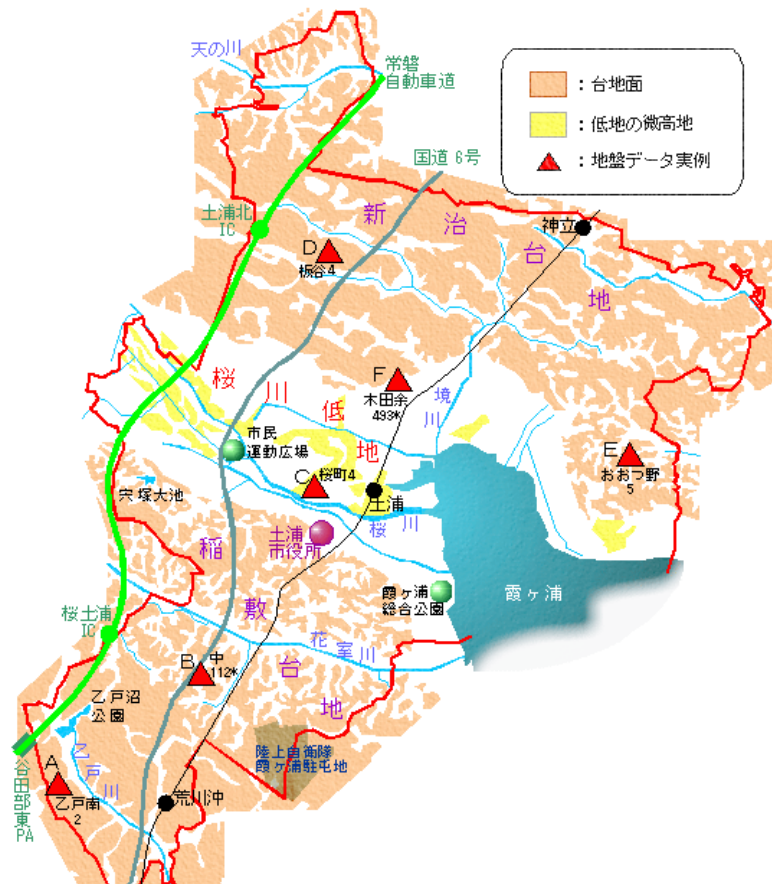 天の川
常磐
自動車道
:台地面
:低地の微高地
:地盤データ実例
国道6号
新治台地
神立
土浦北
IC
D
板谷4
F
木田余
493*
境川
桜川低地
市民
運動広場
C
桜町4
E
おおつ野
5
宍塚大池
土浦
桜川
土浦
市役所
稲敷台地
霞ヶ浦
総合公園
霞ヶ浦
桜土浦
IC
花室川
B
中
112*
乙戸沼
公園
乙戸川
陸上自衛隊
霞ヶ浦駐屯地
A
乙戸南
2
荒川沖
谷田部東PA